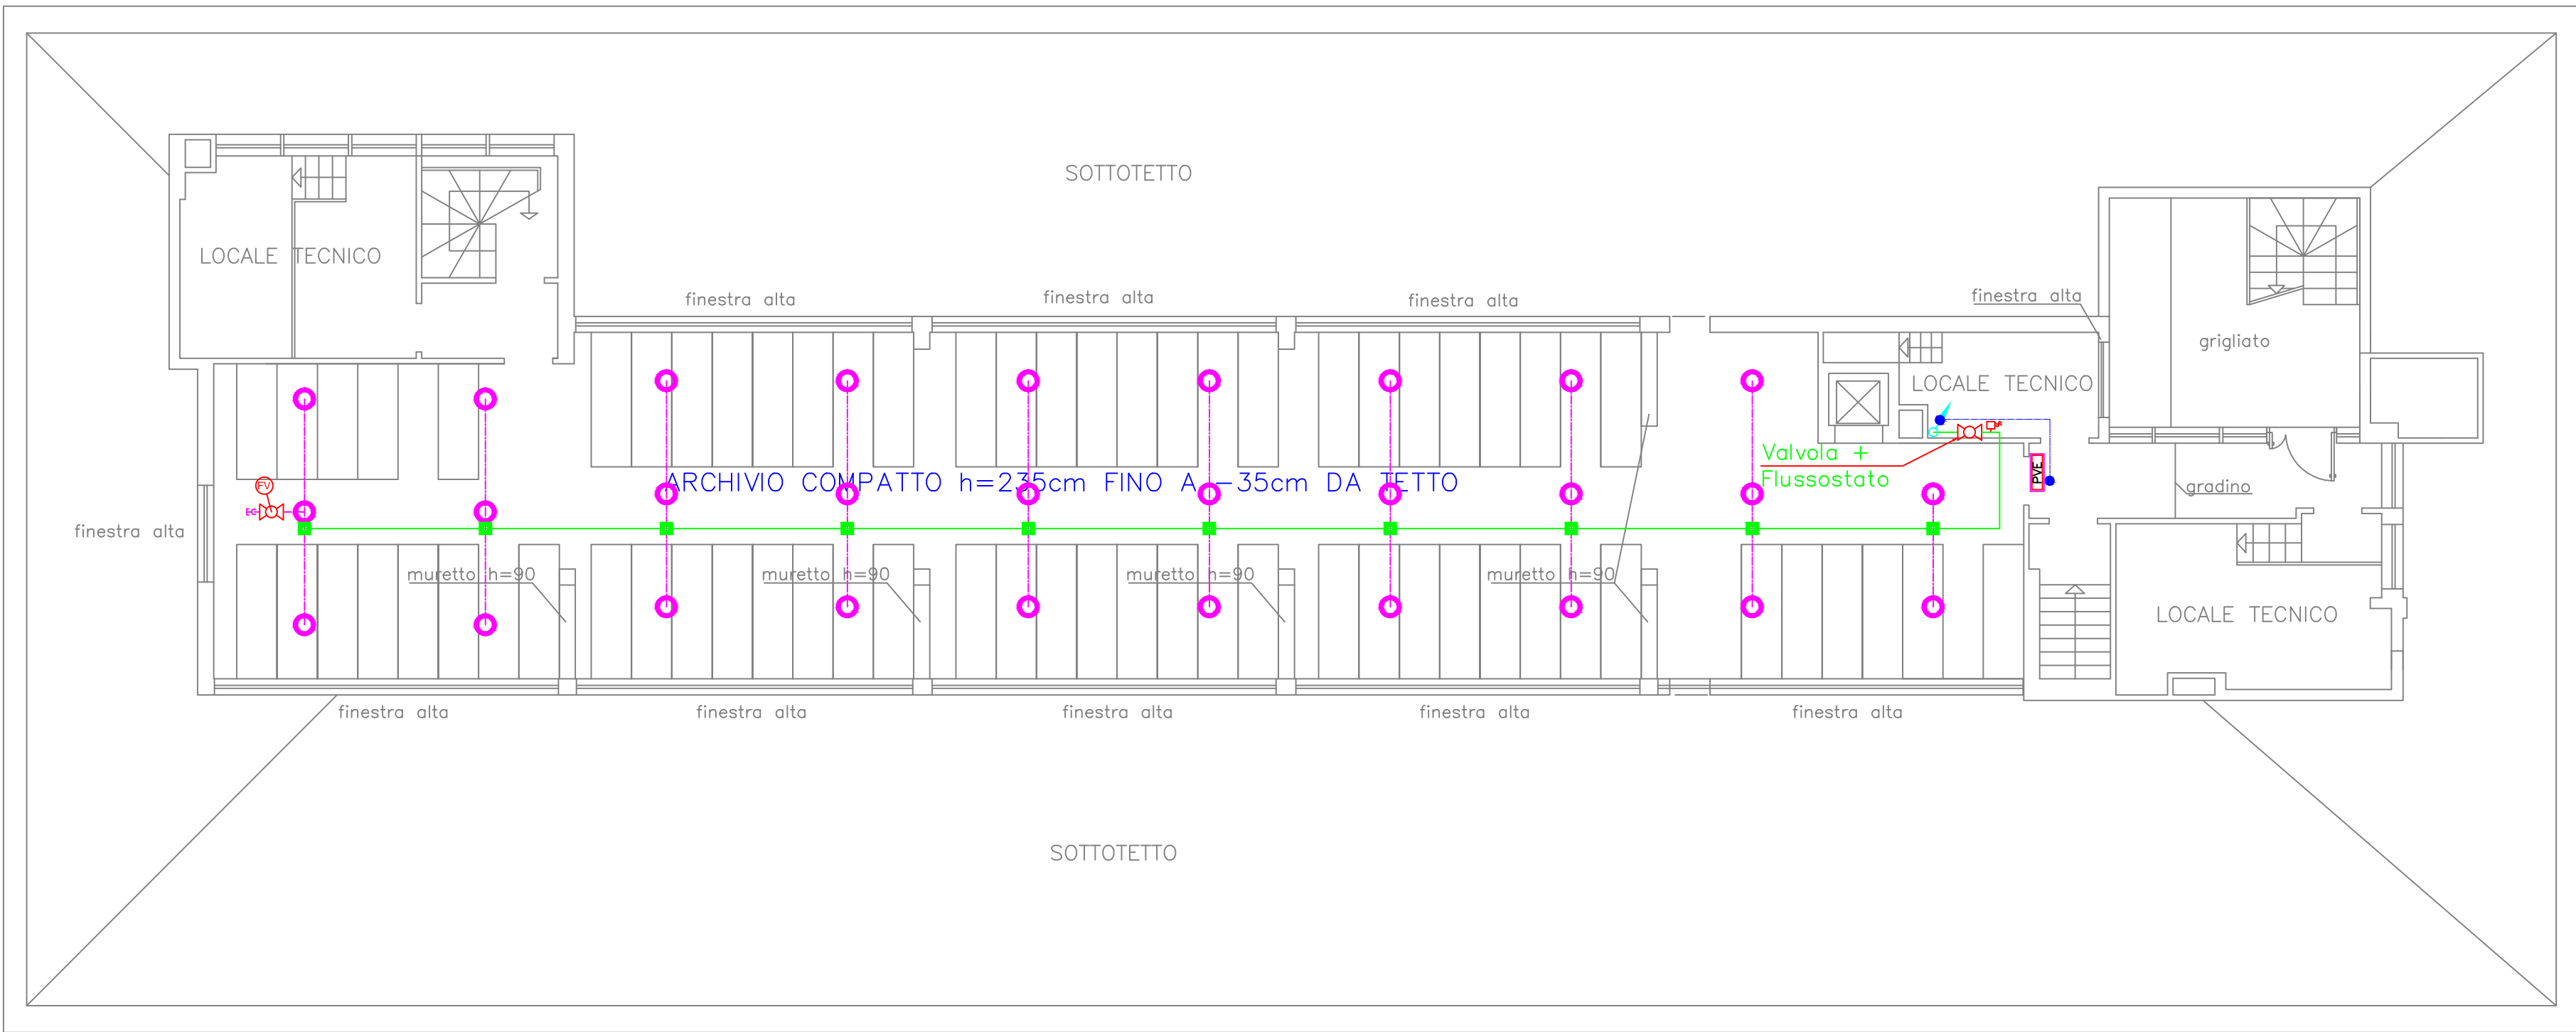 SOTTOTETTO
LOCALE TECNICO
finestra alta
finestra alta
finestra alta
finestra alta
grigliato
LOCALE TECNICO
Valvola +
Flussostato
ARCHIVIO COMPATTO h=235cm FINO A -35cm DA TETTO
PVE
FV
gradino
finestra alta
muretto h=90
muretto h=90
muretto h=90
muretto h=90
LOCALE TECNICO
finestra alta
finestra alta
finestra alta
finestra alta
finestra alta
SOTTOTETTO